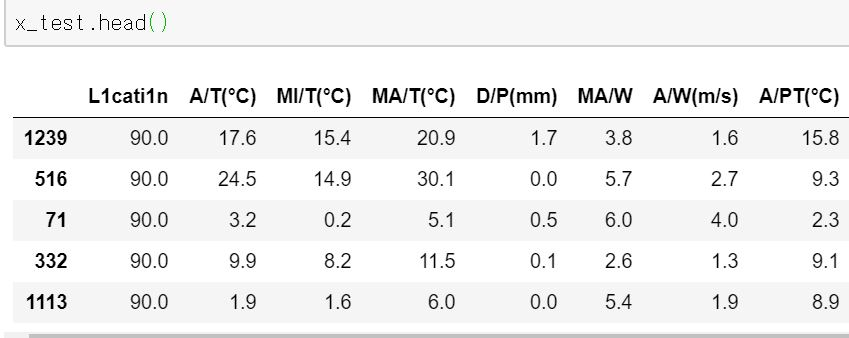 x_test.head()
L1cati1n A/T(°C) MI/T(°C) MA/T(°C) D/P(mm) MA/W A/W(m/s) A/PT(°C)
1239 90.0 17.6 15.4 20.9 1.7 3.8 1.6 15.8
516 90.0 24.5 14.9 30.1 0.0 5.7 2.7 9.3
71 90.0 3.2 0.2 5.1 0.5 6.0 4.0 2.3
332 90.0 9.9 8.2 11.5 0.1 2.6 1.3 9.1
1113 90.0 1.9 1.6 6.0 0.0 5.4 1.9 8.9